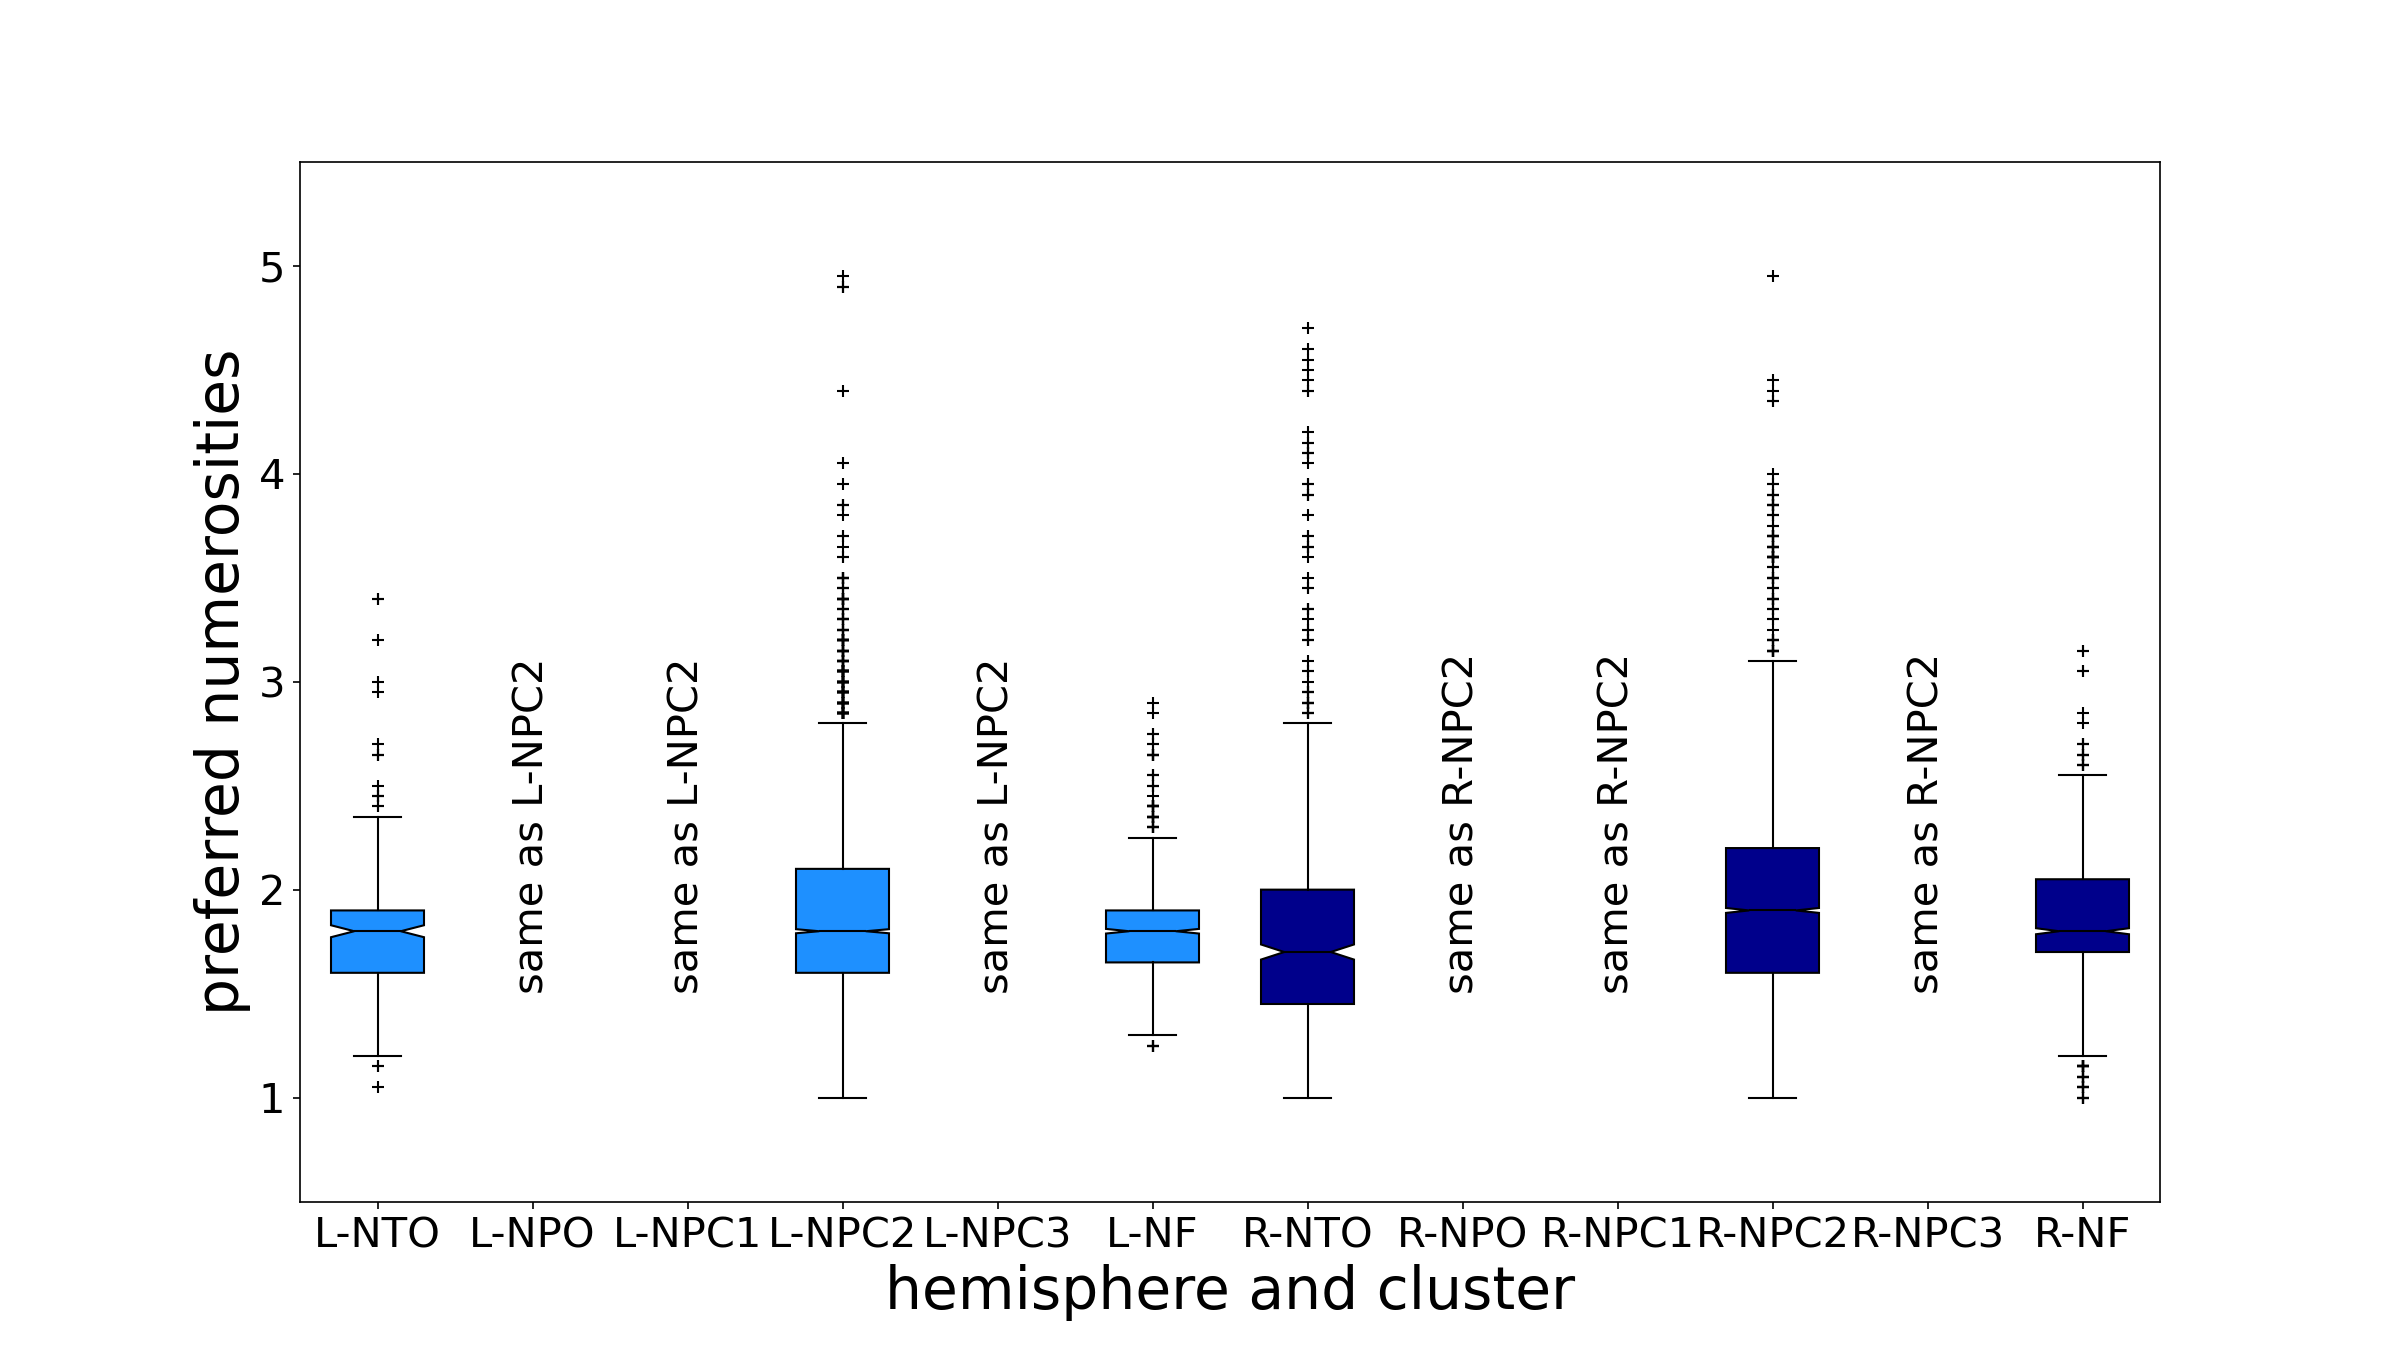 preferred numerosities
5
4
3
2
1
same as L-NPC2
same as L-NPC2
same as L-NPC2
same as R-NPC2
same as R-NPC2
same as R-NPC2
L-NTO L-NPO L-NPC1 L-NPC2 L-NPC3 L-NF R-NTO R-NPO R-NPC1 R-NPC2 R-NPC3 R-NF
hemisphere and cluster